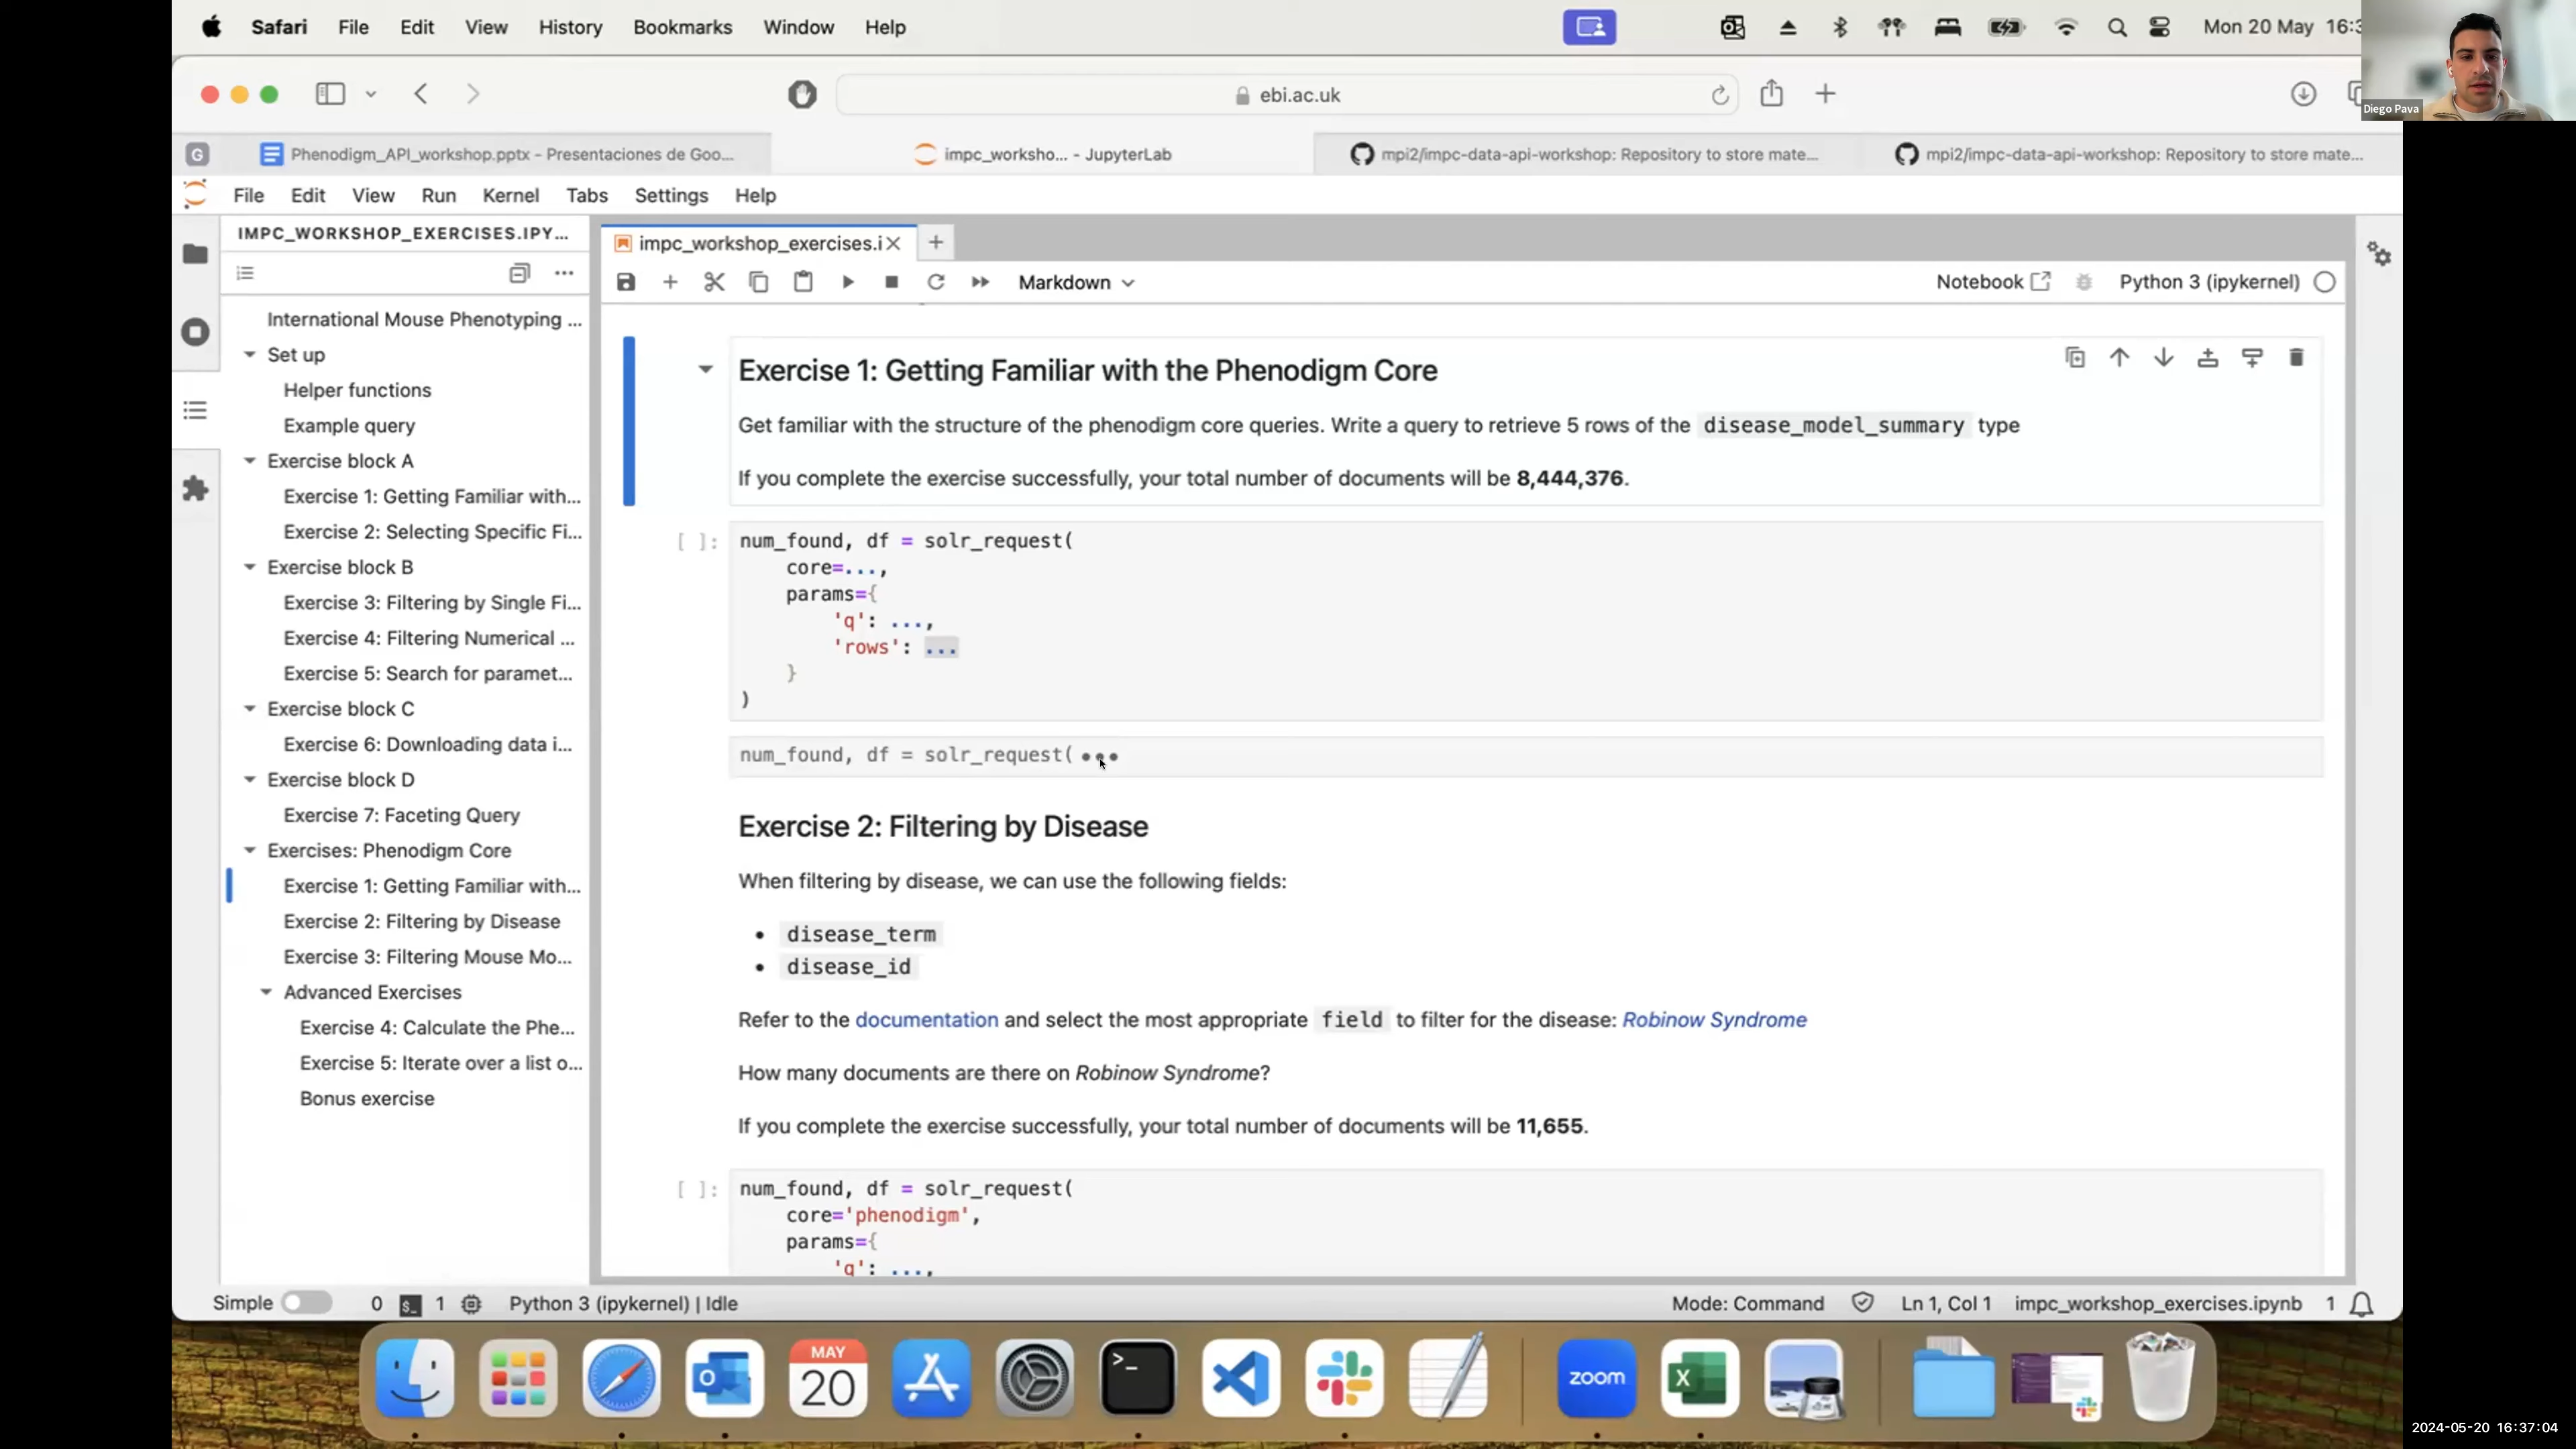 Safari File Edit View History Bookmarks Window Help Mon 20 May 16:3
Diego Pava
ebi.ac.uk
G Phenodigm_API_workshop.pptx - Presentaciones de Goo... impc_worksho... - JupyterLab mpi2/impc-data-api-workshop: Repository to store mate... mpi2/impc-data-api-workshop: Repository to store mate...
File Edit View Run Kernel Tabs Settings Help
IMPC_WORKSHOP_EXERCISES.IPY...
International Mouse Phenotyping ...
Set up
Helper functions
Example query
Exercise block A
Exercise 1: Getting Familiar with...
Exercise 2: Selecting Specific Fi...
Exercise block B
Exercise 3: Filtering by Single Fi...
Exercise 4: Filtering Numerical ...
Exercise 5: Search for paramet...
Exercise block C
Exercise 6: Downloading data i...
Exercise block D
Exercise 7: Faceting Query
Exercises: Phenodigm Core
Exercise 1: Getting Familiar with...
Exercise 2: Filtering by Disease
Exercise 3: Filtering Mouse Mo...
Advanced Exercises
Exercise 4: Calculate the Phe...
Exercise 5: Iterate over a list o...
Bonus exercise
impc_workshop_exercises.i
Markdown Notebook Python 3 (ipykernel)
Exercise 1: Getting Familiar with the Phenodigm Core
Get familiar with the structure of the phenodigm core queries. Write a query to retrieve 5 rows of the disease_model_summary type
If you complete the exercise successfully, your total number of documents will be 8,444,376.
[ ]: num_found, df = solr_request(
core=...,
params={
'q': ...,
'rows': ...
}
)
num_found, df = solr_request( •••
Exercise 2: Filtering by Disease
When filtering by disease, we can use the following fields:
• disease_term
• disease_id
Refer to the documentation and select the most appropriate field to filter for the disease: Robinow Syndrome
How many documents are there on Robinow Syndrome?
If you complete the exercise successfully, your total number of documents will be 11,655.
[ ]: num_found, df = solr_request(
core='phenodigm',
params={
'q': ...,
Simple 0 $_ 1 Python 3 (ipykernel) | Idle Mode: Command Ln 1, Col 1 impc_workshop_exercises.ipynb 1
MAY
20
>_
zoom
2024-05-20 16:37:04